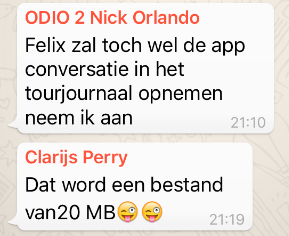 ODIO 2 Nick Orlando
Felix zal toch wel de app
conversatie in het
tourjournaal opnemen
neem ik aan
21:10
Clarijs Perry
Dat word een bestand
van20 MB😜😜
21:19